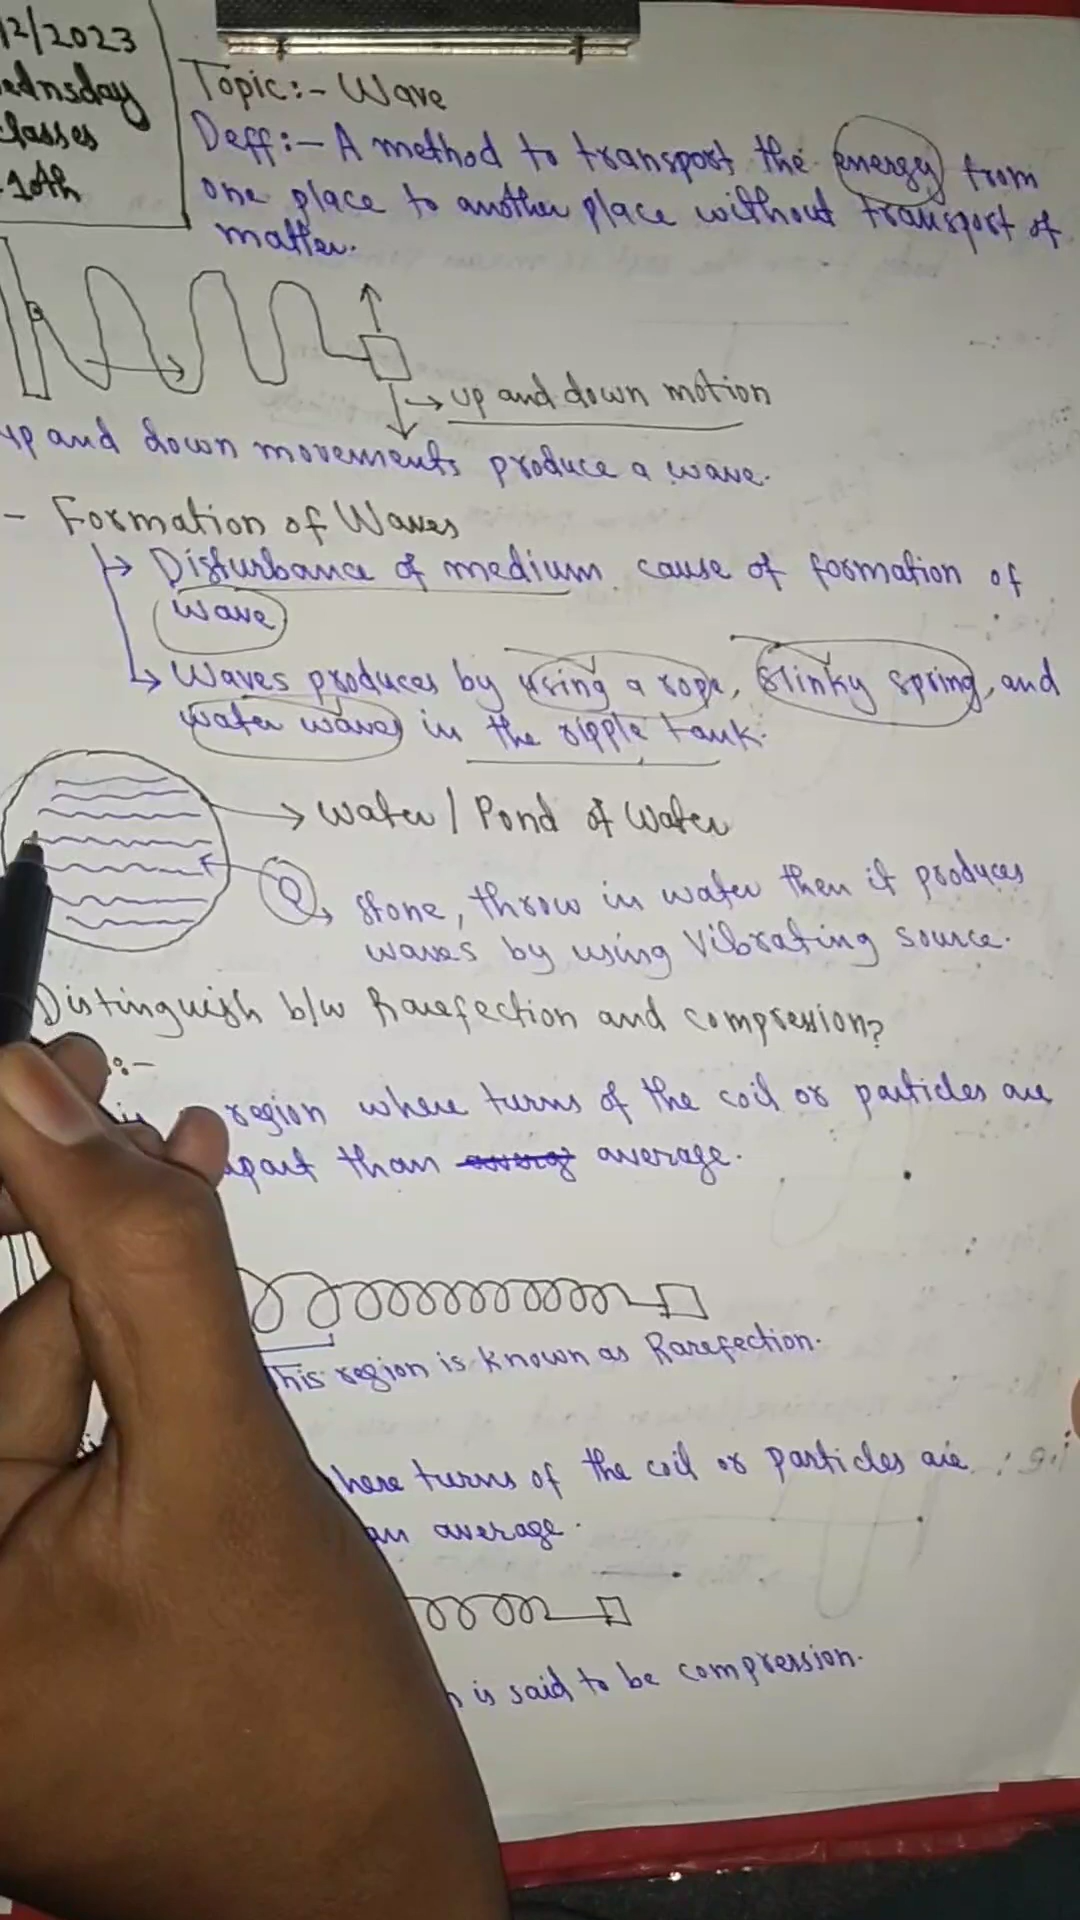 12/2023
ednsday
classes
10th
Topic:- Wave
Deff:- A method to transport the energy from
one place to another place without transport of
matter.
→ up and down motion
up and down movements produce a wave.
- Formation of Waves
→ Disturbance of medium cause of formation of
wave
→ Waves produces by using a rope, slinky spring, and
water waves in the ripple tank.
→ Water / Pond of Water
stone, throw in water then it produces
waves by using vibrating source.
Distinguish b/w Rarefection and compression?
:-
region where turns of the coil or particles are
apart than average.
This region is known as Rarefection.
here turns of the coil or particles are
an average.
is said to be compression.